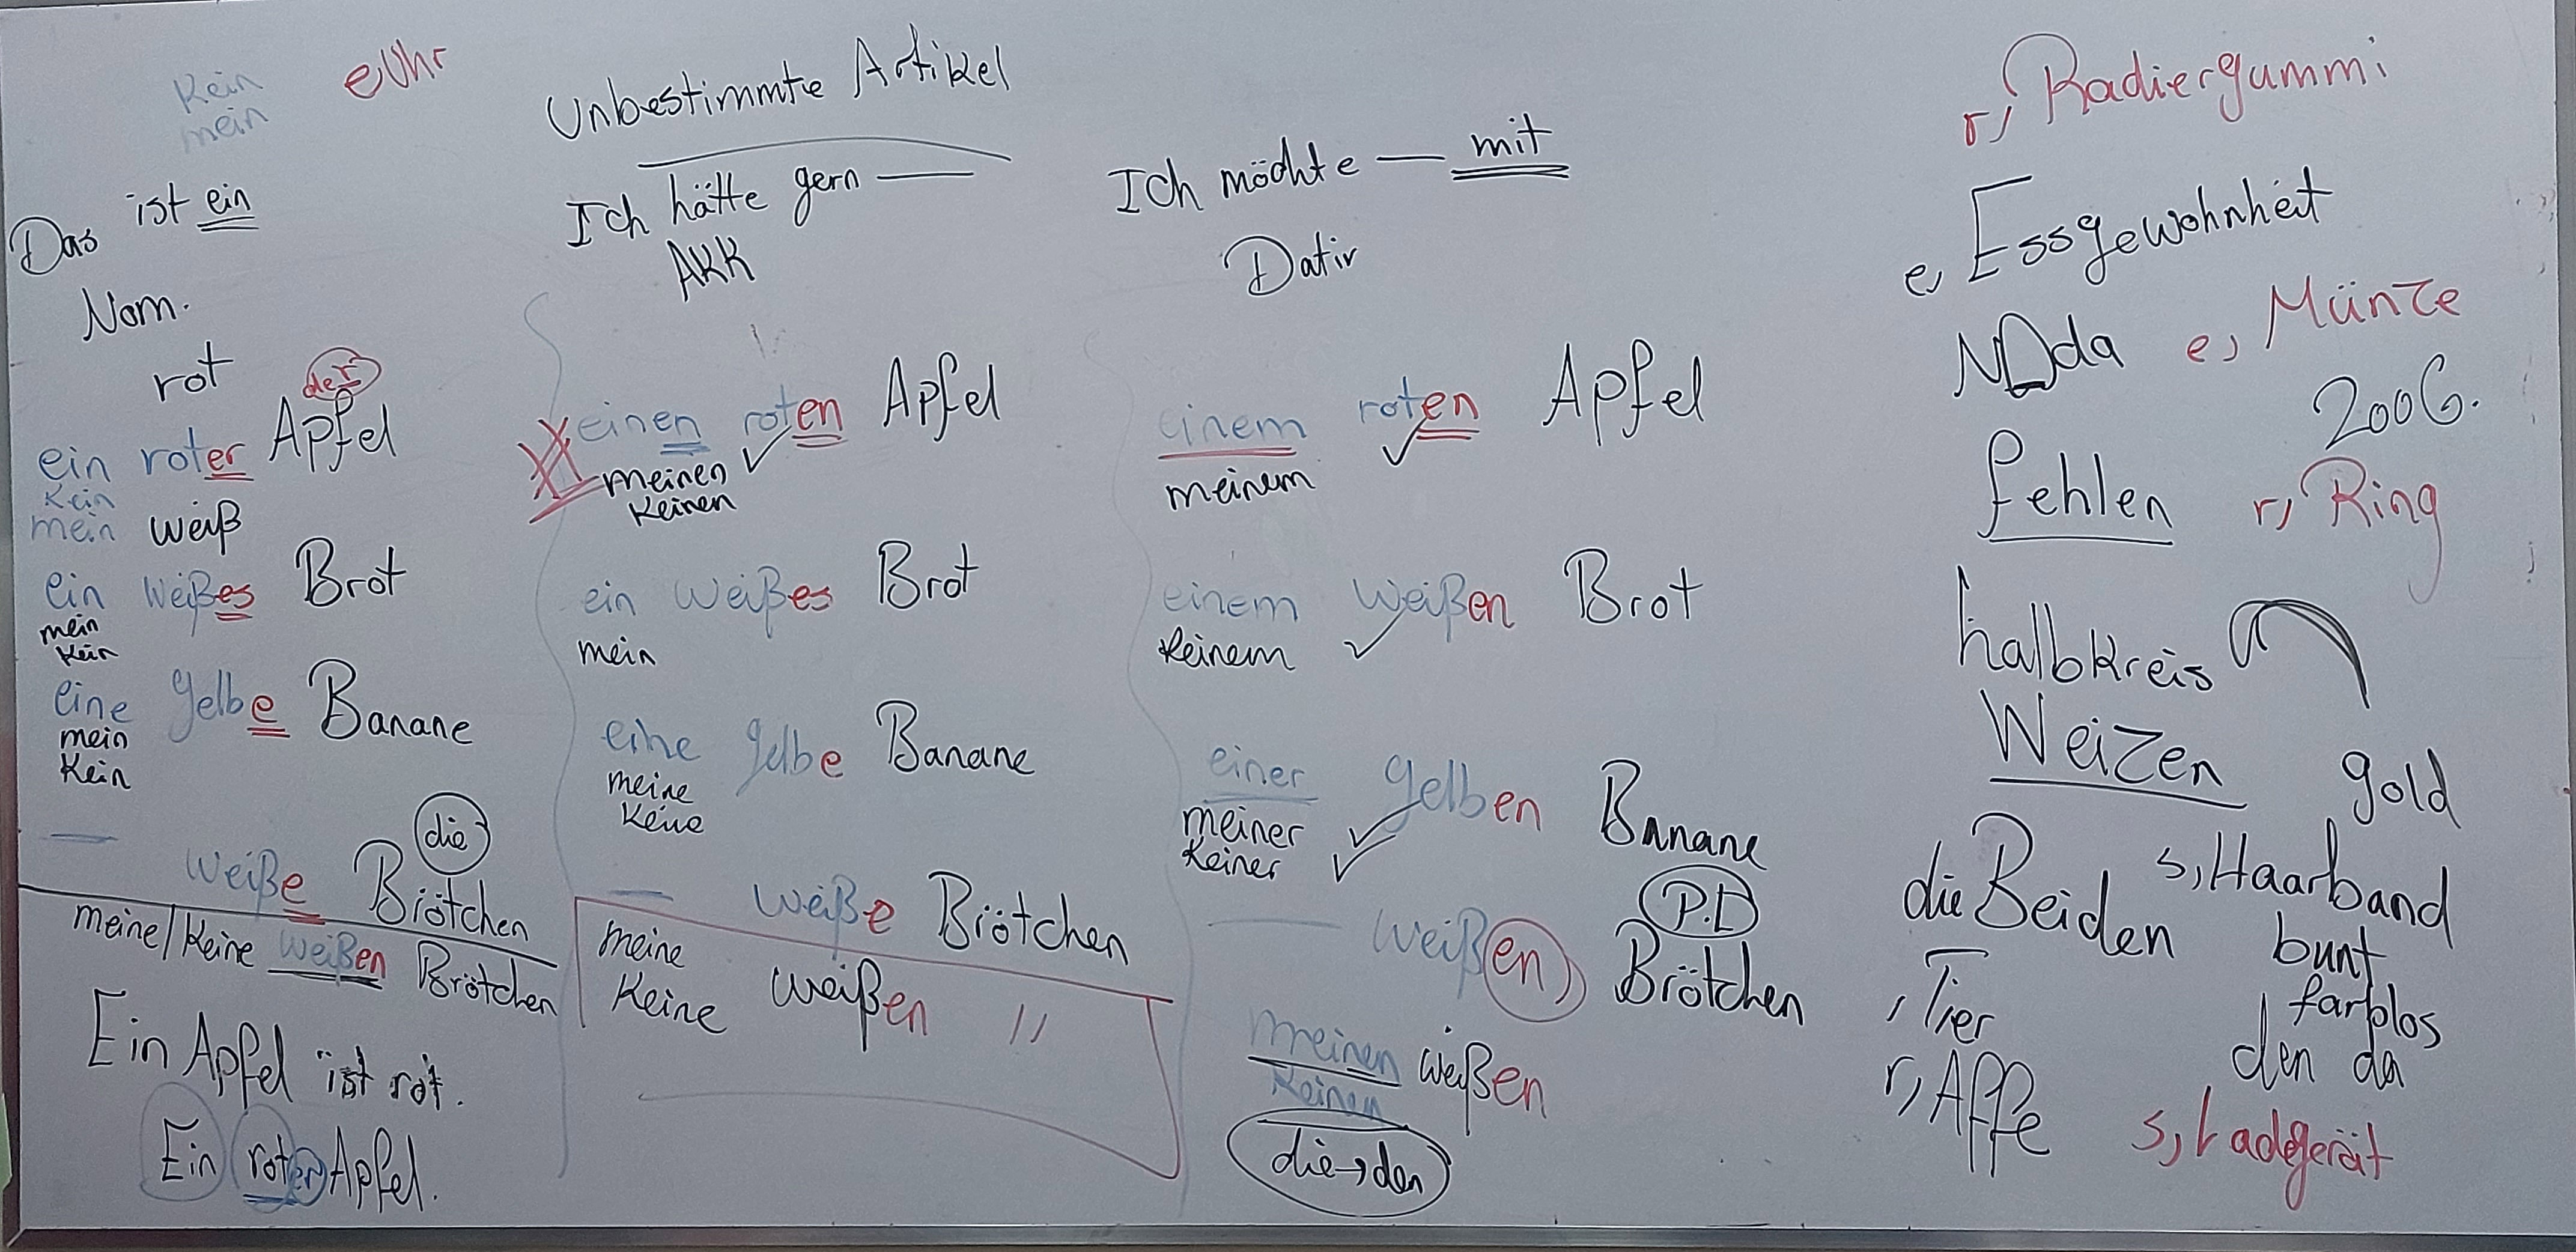 Kein
mein
e, Uhr
Das ist ein
Nom.
rot
der
ein roter Apfel
Kein
mein
weiß
ein weißes Brot
mein
Kein
eine gelbe Banane
mein
Kein
—
die
weiße Brötchen
meine/Keine weißen Brötchen
Ein Apfel ist rot.
Ein roter Apfel.
Unbestimmte Artikel
Ich hätte gern —
AKK
einen roten Apfel
meinen
Keinen
ein weißes Brot
mein
eine gelbe Banane
meine
Keine
— weiße Brötchen
meine
Keine weißen "
Ich möchte — mit
Dativ
einem roten Apfel
meinem
einem weißen Brot
Keinem
einer gelben Banane
meiner
Keiner
— weißen Brötchen
meinen weißen
Keinen
die → den
r, Radiergummi
e, Essgewohnheit
e, Münze
2006.
fehlen
r, Ring
halbkreis
Weizen
gold
die Beiden
s, Haarband
bunt
farblos
, Tier
den da
r, Affe
s, Ladgerät